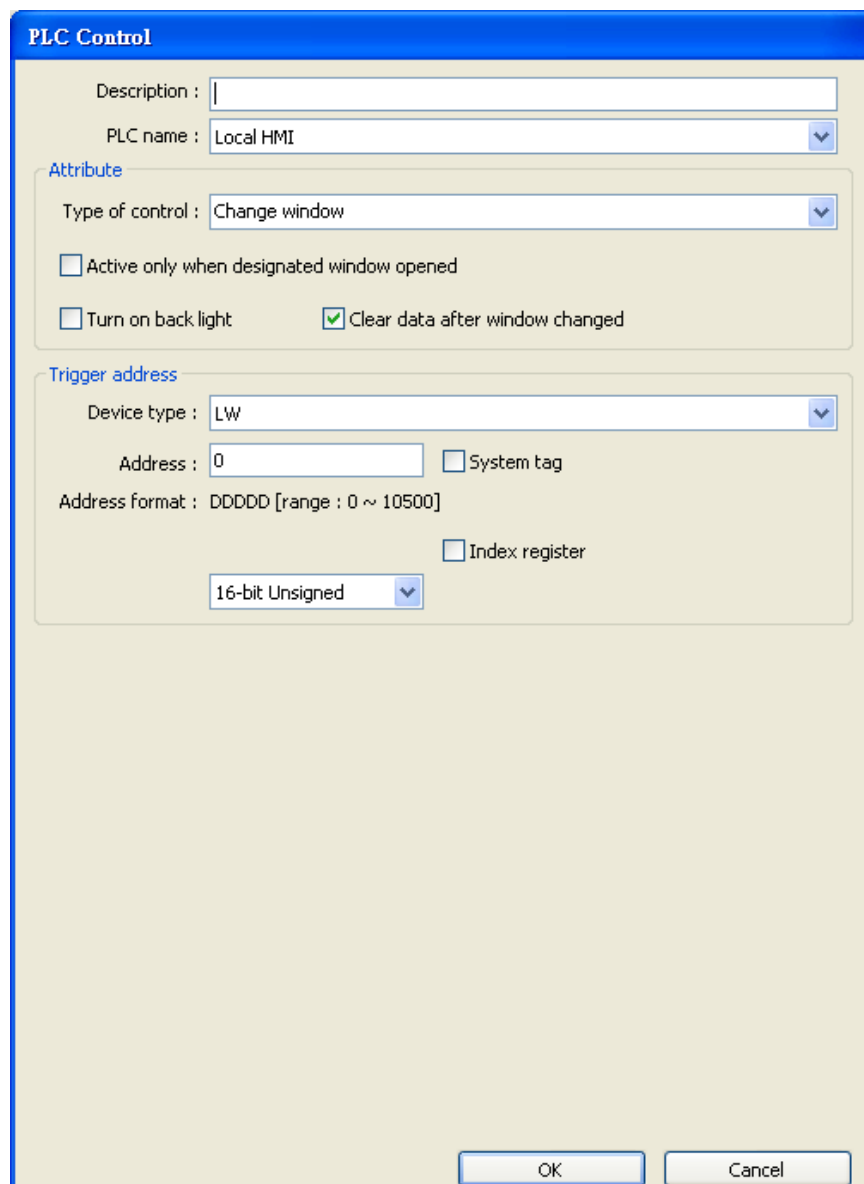 PLC Control
Description :
PLC name : Local HMI
Attribute
Type of control : Change window
Active only when designated window opened
Turn on back light Clear data after window changed
Trigger address
Device type : LW
Address : 0 System tag
Address format : DDDDD [range : 0 ~ 10500]
Index register
16-bit Unsigned
OK Cancel